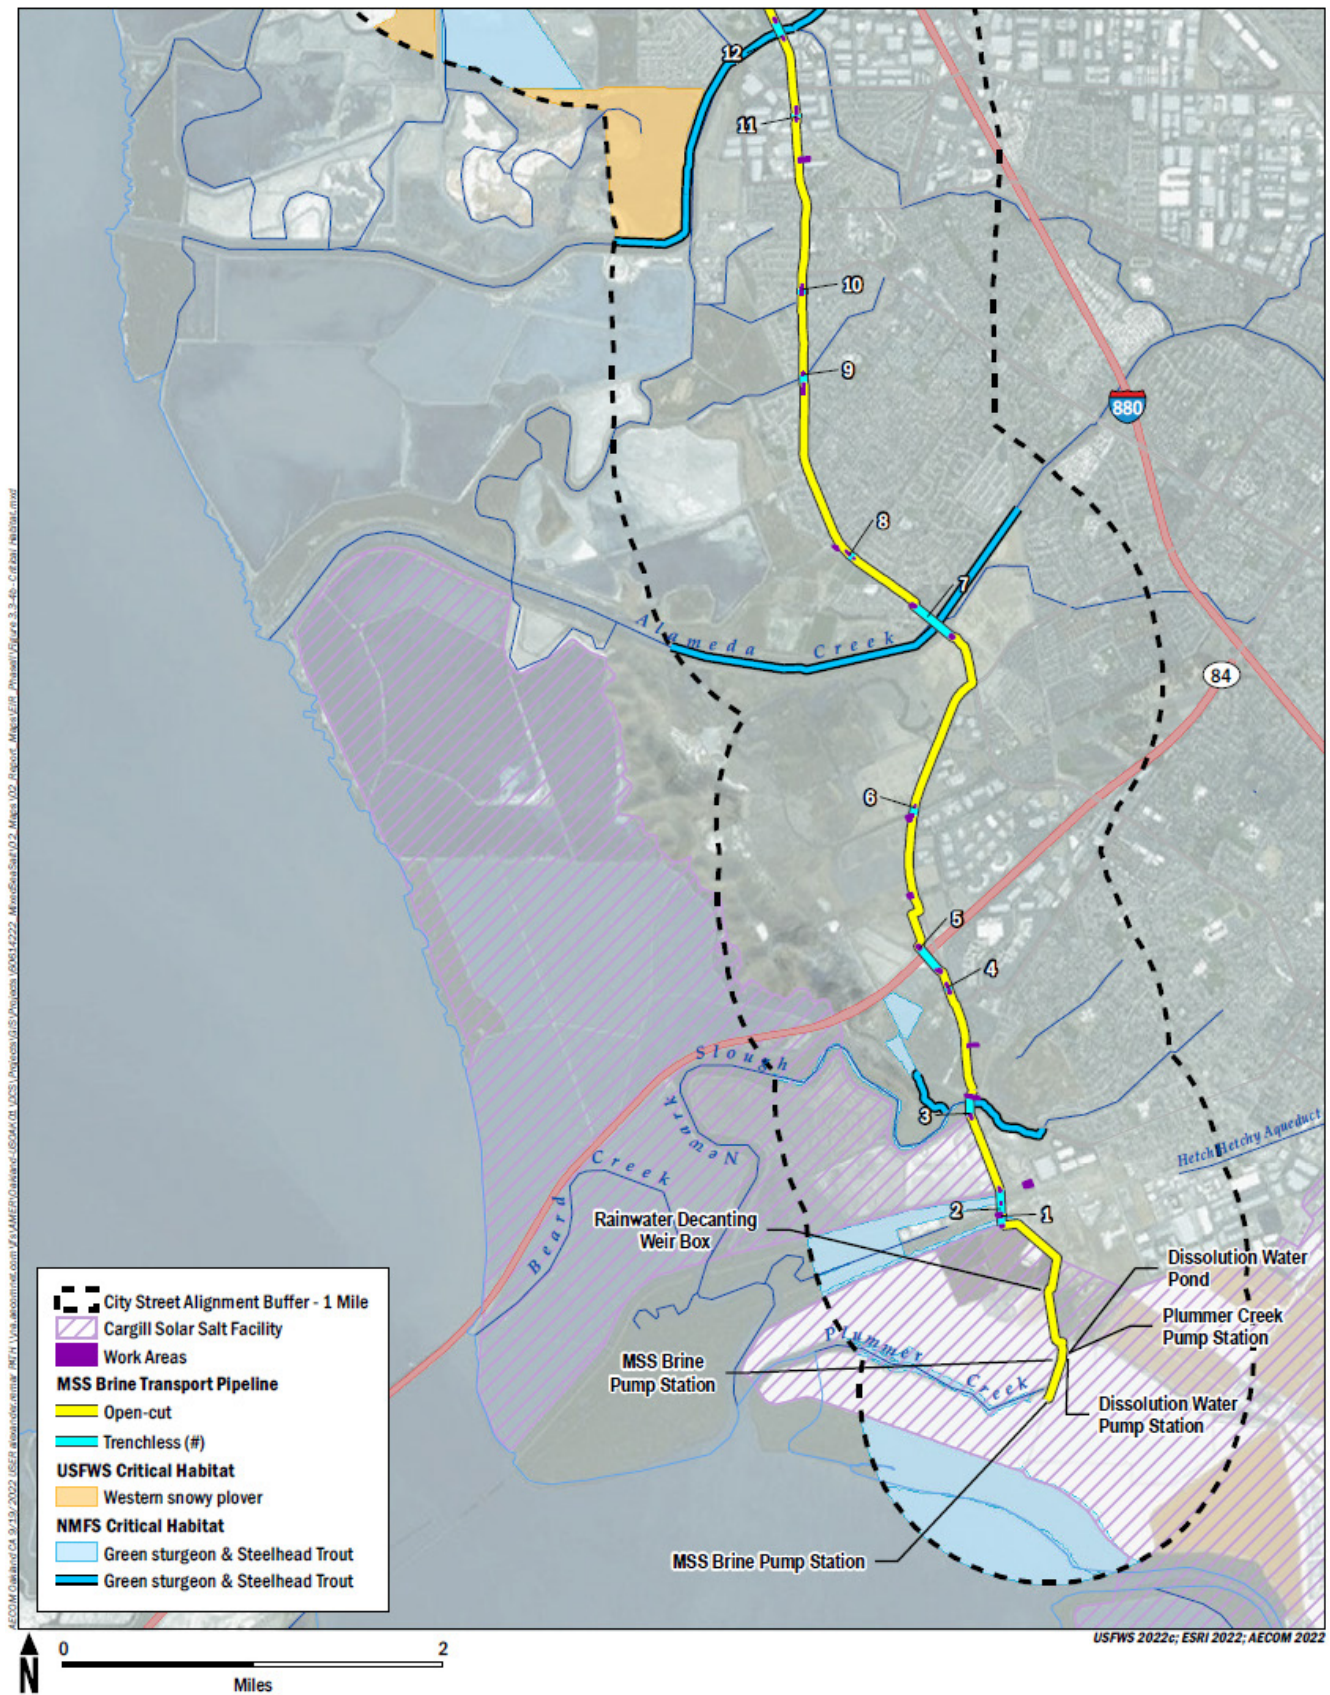 12
11
10
9
880
8
7
Alameda Creek
84
6
5
4
Slough
Newark
3
Hetch Hetchy Aqueduct
Creek
Beard
2
1
Rainwater Decanting
Weir Box
Dissolution Water
Pond
Plummer Creek
Pump Station
Plummer
Creek
MSS Brine
Pump Station
Dissolution Water
Pump Station
MSS Brine Pump Station
City Street Alignment Buffer - 1 Mile
Cargill Solar Salt Facility
Work Areas
MSS Brine Transport Pipeline
Open-cut
Trenchless (#)
USFWS Critical Habitat
Western snowy plover
NMFS Critical Habitat
Green sturgeon & Steelhead Trout
Green sturgeon & Steelhead Trout
USFWS 2022c; ESRI 2022; AECOM 2022
N
0 2
Miles